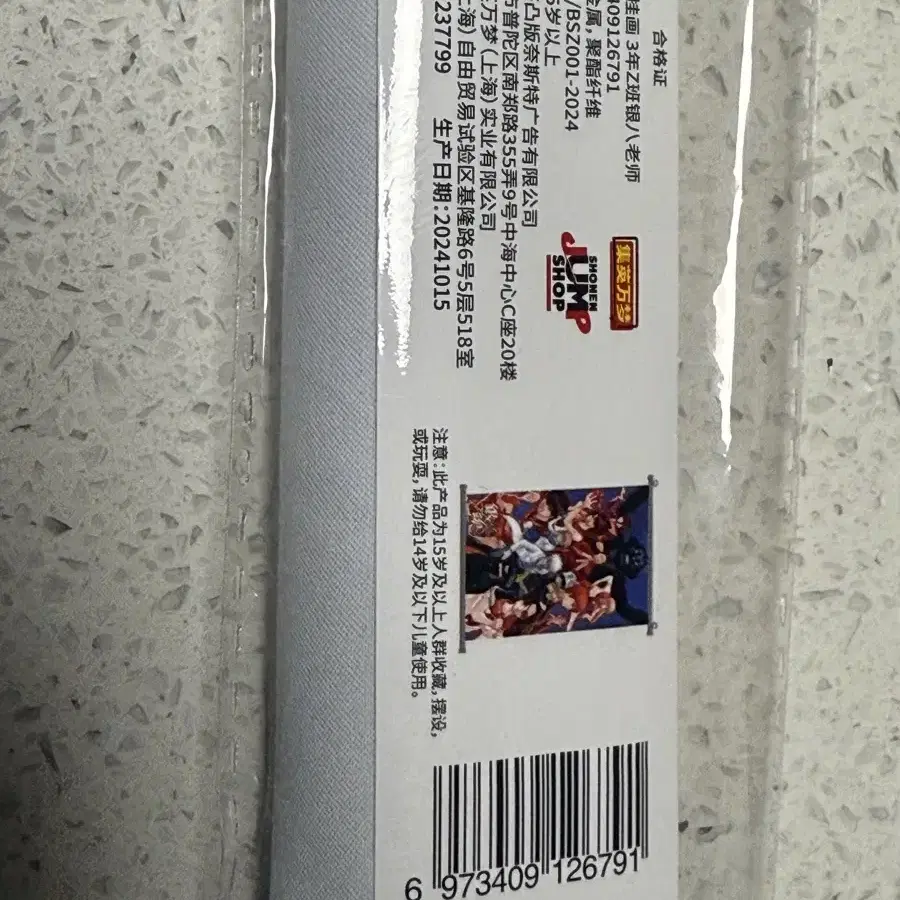 合格证
挂画 3年Z班银八老师
409126791
金属,聚酯纤维
/BSZ001-2024
5岁以上
凸版奈斯特广告有限公司
市普陀区南郑路355弄9号中海中心C座20楼
万梦(上海)实业有限公司
上海)自由贸易试验区基隆路6号5层518室
237799 生产日期:20241015
集英万梦
SHONEN
JUMP
SHOP
注意:此产品为15岁及以上人群收藏,摆设,
或玩耍,请勿给14岁及以下儿童使用。
6 973409 126791